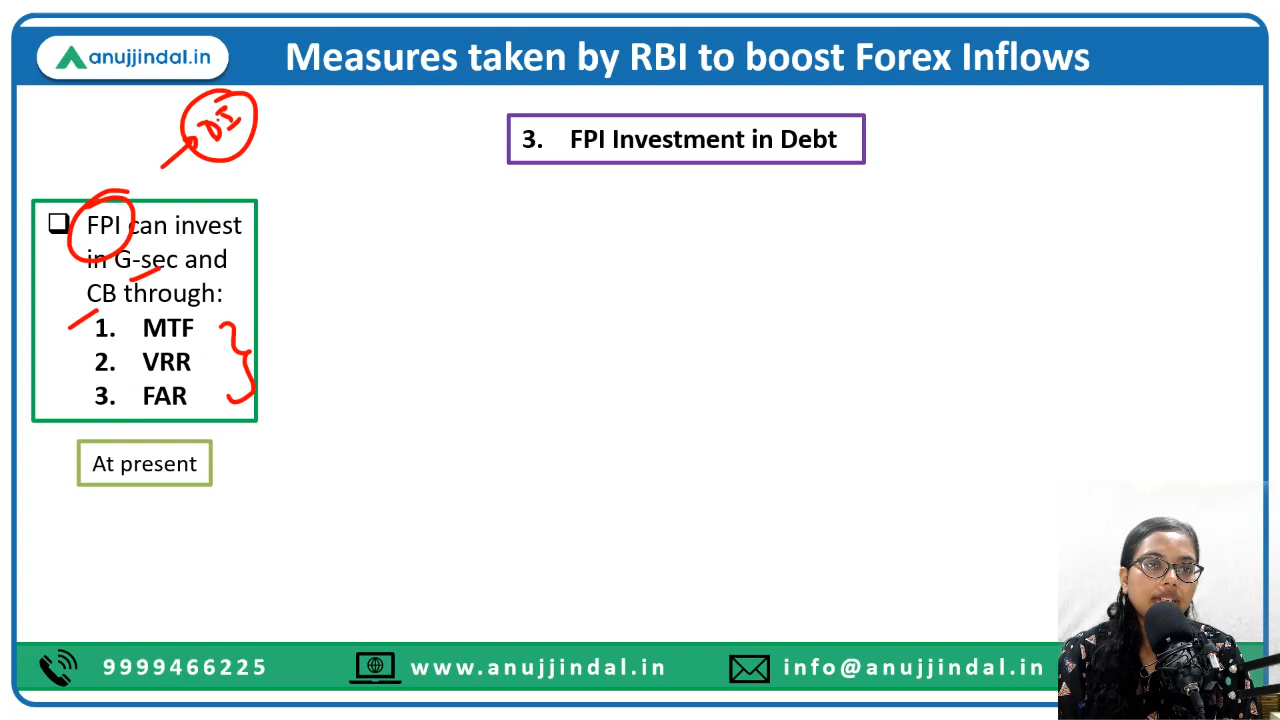 anujjindal.in
Measures taken by RBI to boost Forex Inflows
3. FPI Investment in Debt
❑ FPI can invest
in G-sec and
CB through:
1. MTF
2. VRR
3. FAR
At present
9999466225
www.anujjindal.in
info@anujjindal.in